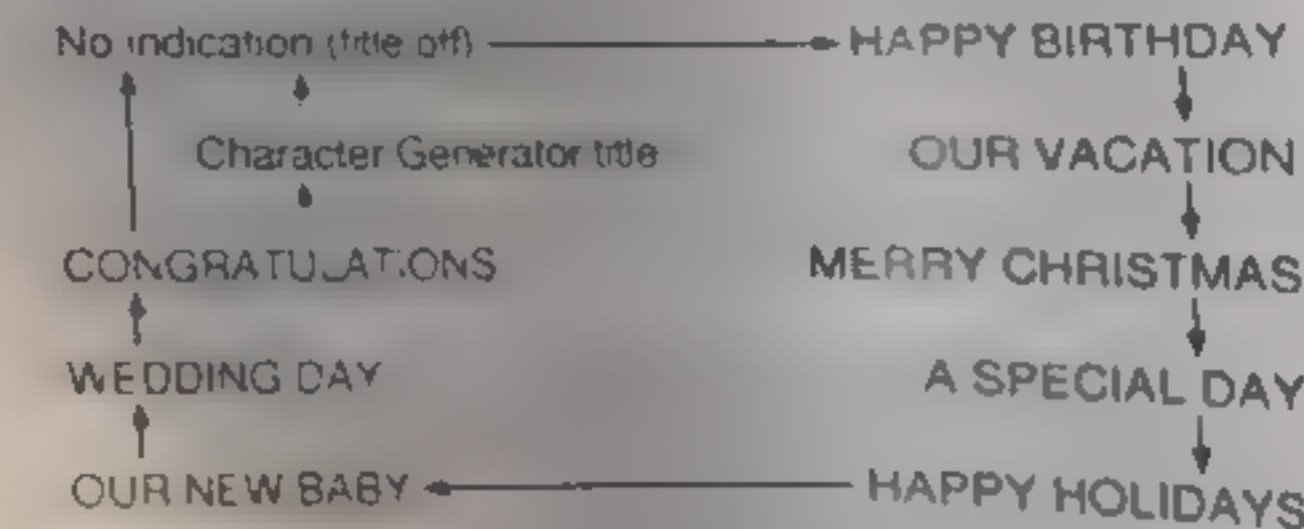 No indication (title off)
HAPPY BIRTHDAY
Character Generator title
OUR VACATION
CONGRATULATIONS
MERRY CHRISTMAS
WEDDING DAY
A SPECIAL DAY
OUR NEW BABY
HAPPY HOLIDAYS